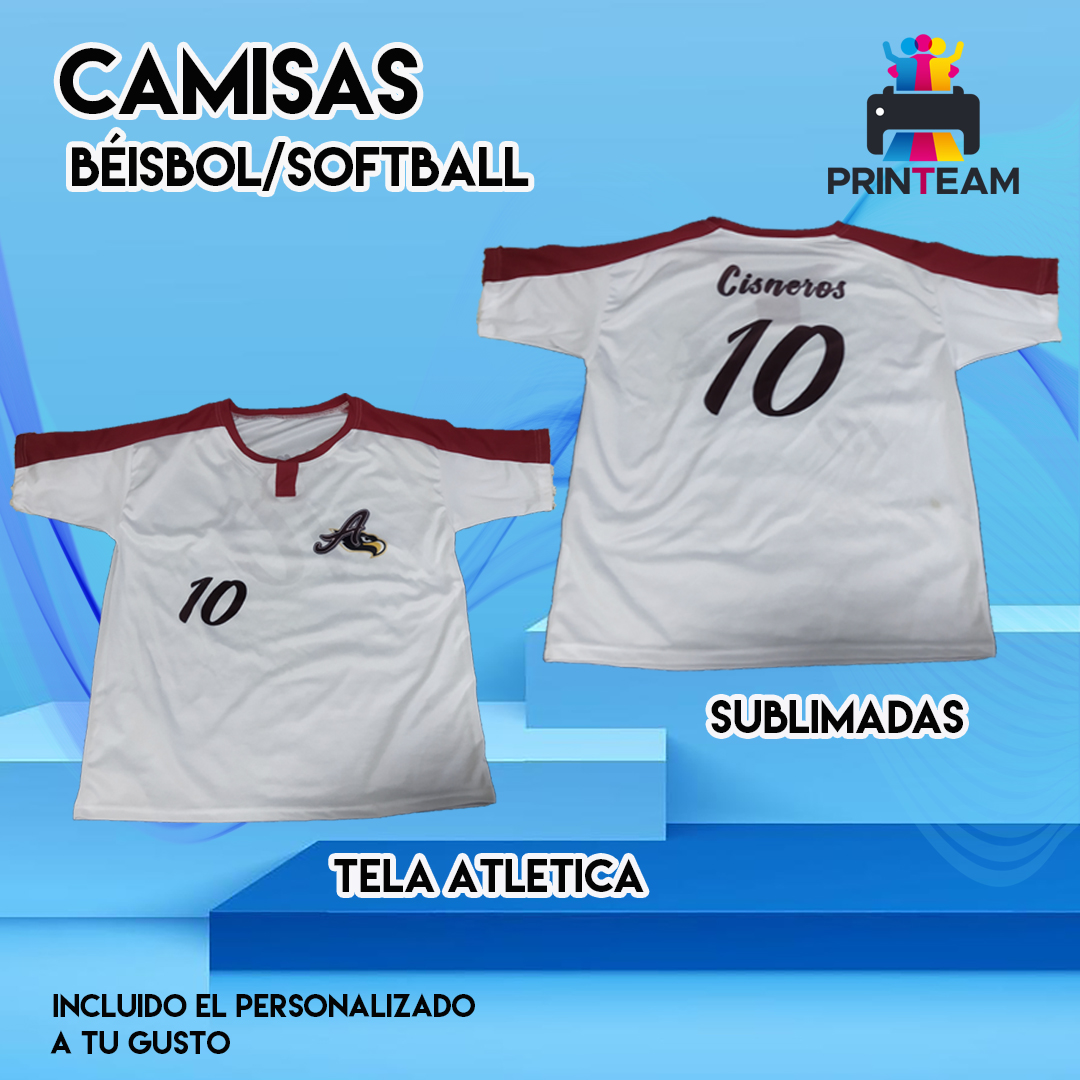 CAMISAS
BÉISBOL/SOFTBALL
PRINTEAM
Cisneros
10
A
10
SUBLIMADAS
TELA ATLETICA
INCLUIDO EL PERSONALIZADO
A TU GUSTO